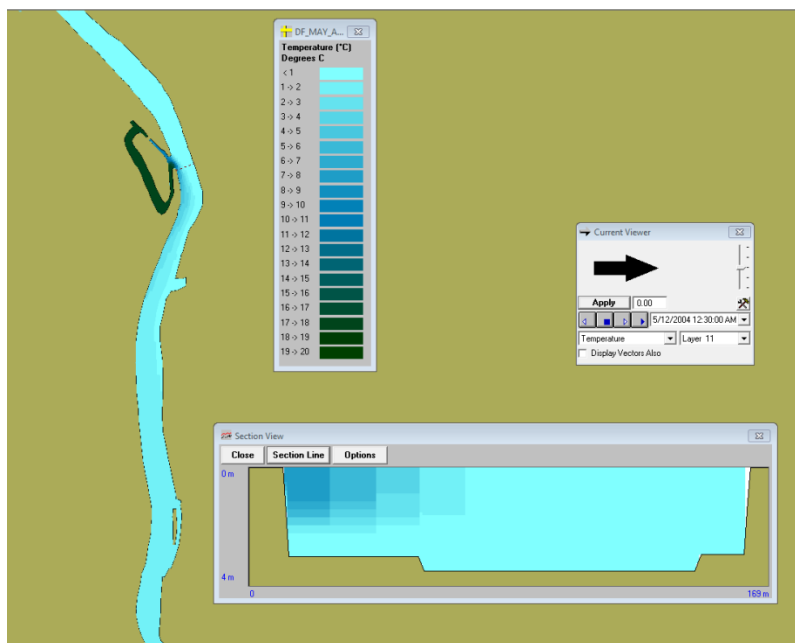 DF_MAY_A...
Temperature (°C)
Degrees C
< 1
1 -> 2
2 -> 3
3 -> 4
4 -> 5
5 -> 6
6 -> 7
7 -> 8
8 -> 9
9 -> 10
10 -> 11
11 -> 12
12 -> 13
13 -> 14
14 -> 15
15 -> 16
16 -> 17
17 -> 18
18 -> 19
19 -> 20
Current Viewer
Apply 0.00
5/12/2004 12:30:00 AM
Temperature Layer 11
Display Vectors Also
Section View
Close Section Line Options
0 m
4 m
0 169 m